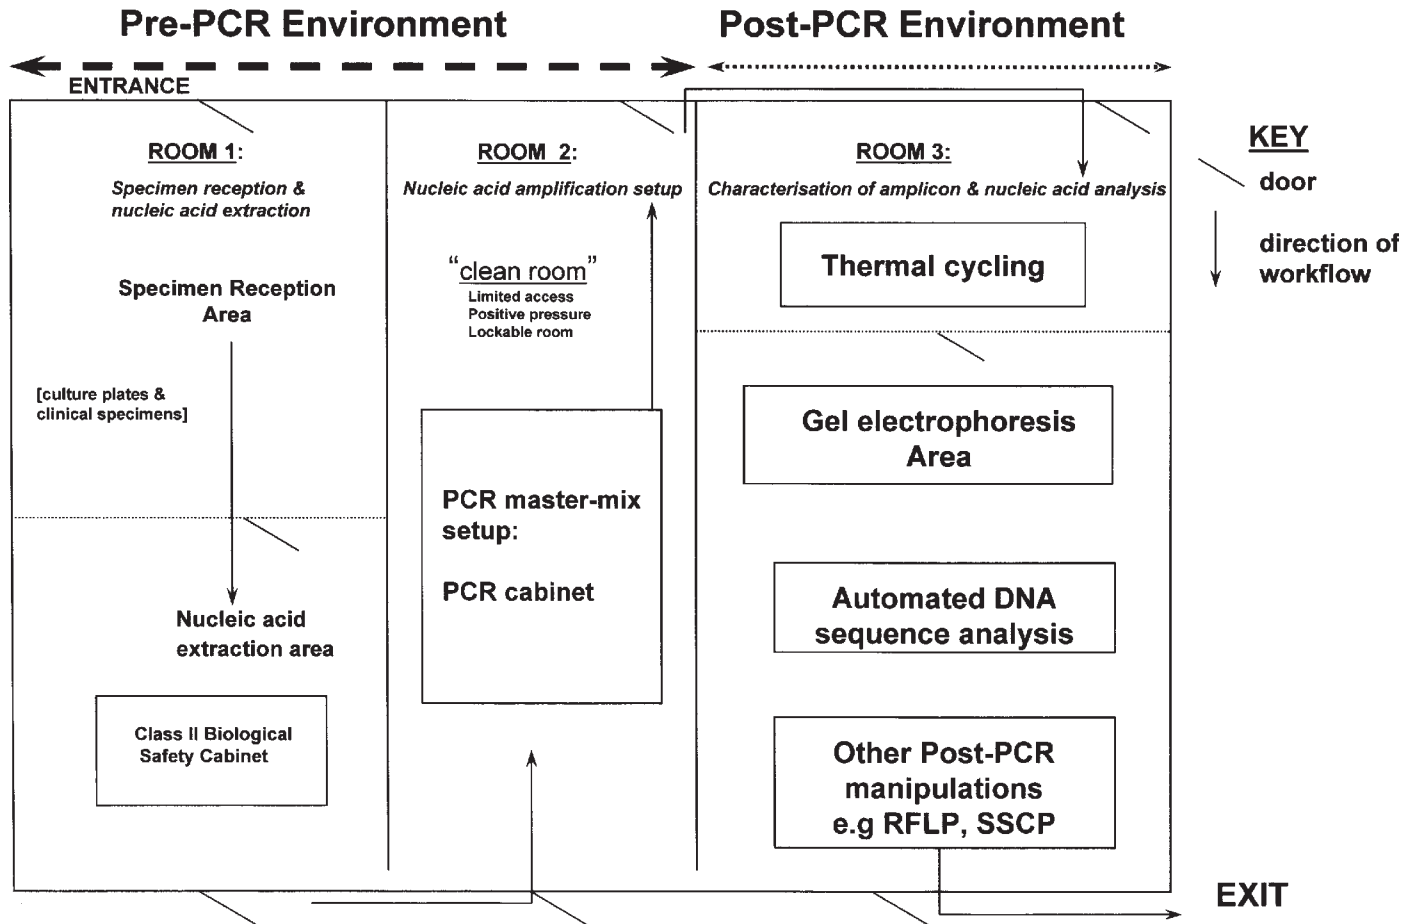 Pre-PCR Environment
Post-PCR Environment
ENTRANCE
ROOM 1:
Specimen reception &
nucleic acid extraction
Specimen Reception
Area
[culture plates &
clinical specimens]
Nucleic acid
extraction area
Class II Biological
Safety Cabinet
ROOM 2:
Nucleic acid amplification setup
“clean room”
Limited access
Positive pressure
Lockable room
PCR master-mix
setup:
PCR cabinet
ROOM 3:
Characterisation of amplicon & nucleic acid analysis
Thermal cycling
Gel electrophoresis
Area
Automated DNA
sequence analysis
Other Post-PCR
manipulations
e.g RFLP, SSCP
KEY
door
direction of
workflow
EXIT